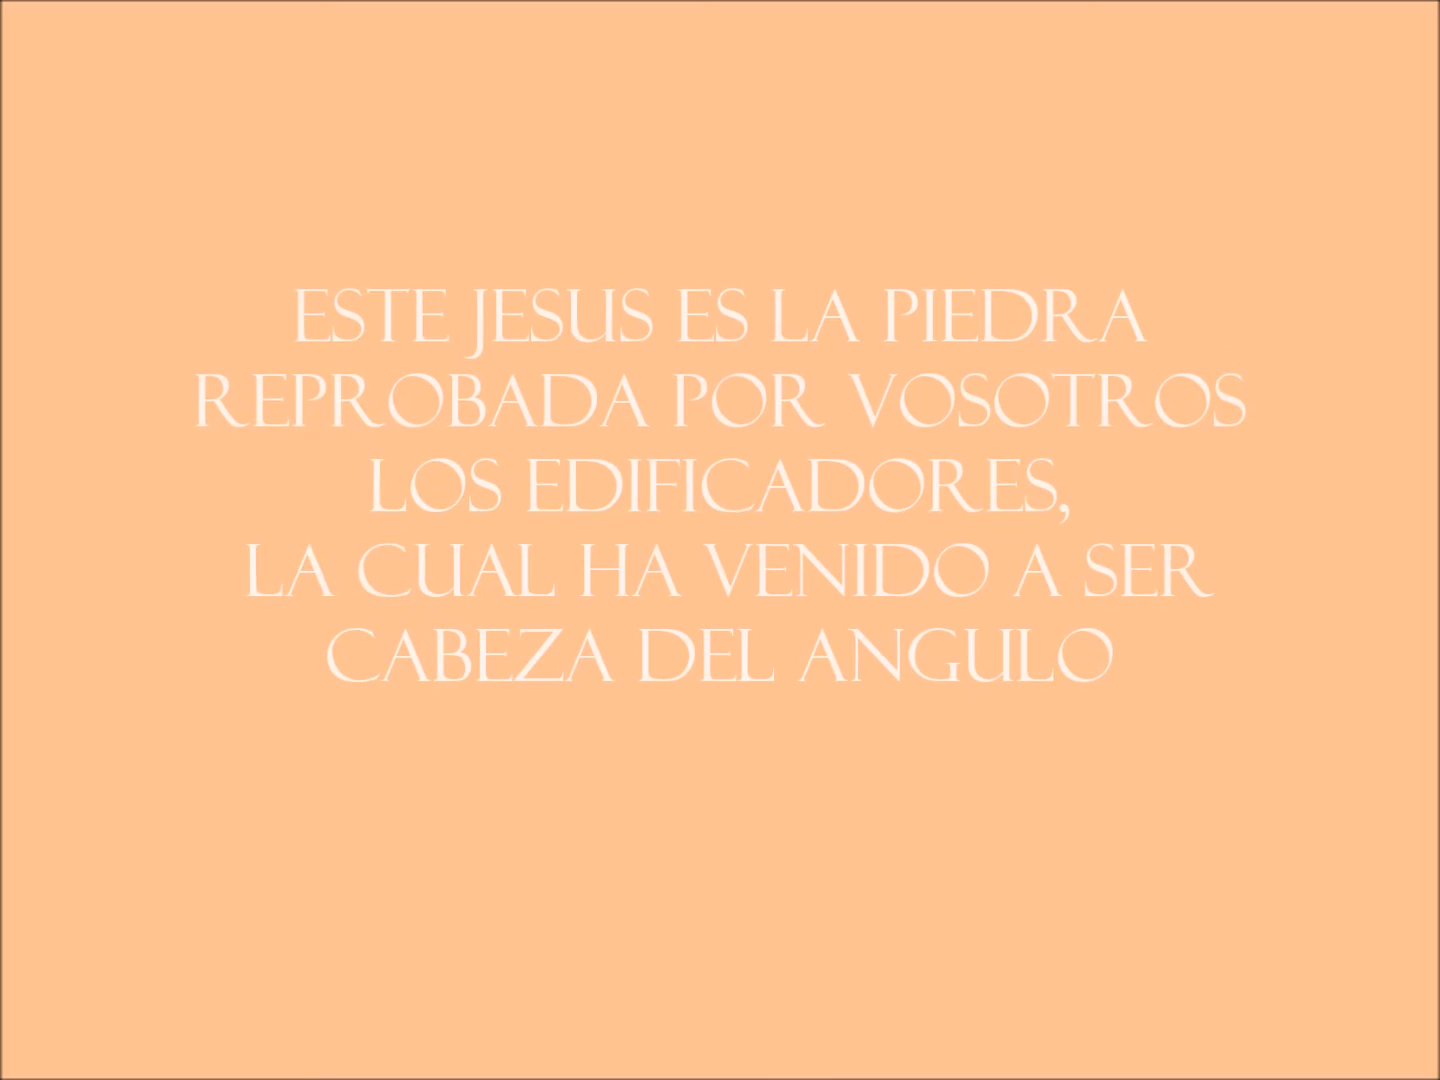 ESTE JESUS ES LA PIEDRA
REPROBADA POR VOSOTROS
LOS EDIFICADORES,
LA CUAL HA VENIDO A SER
CABEZA DEL ANGULO